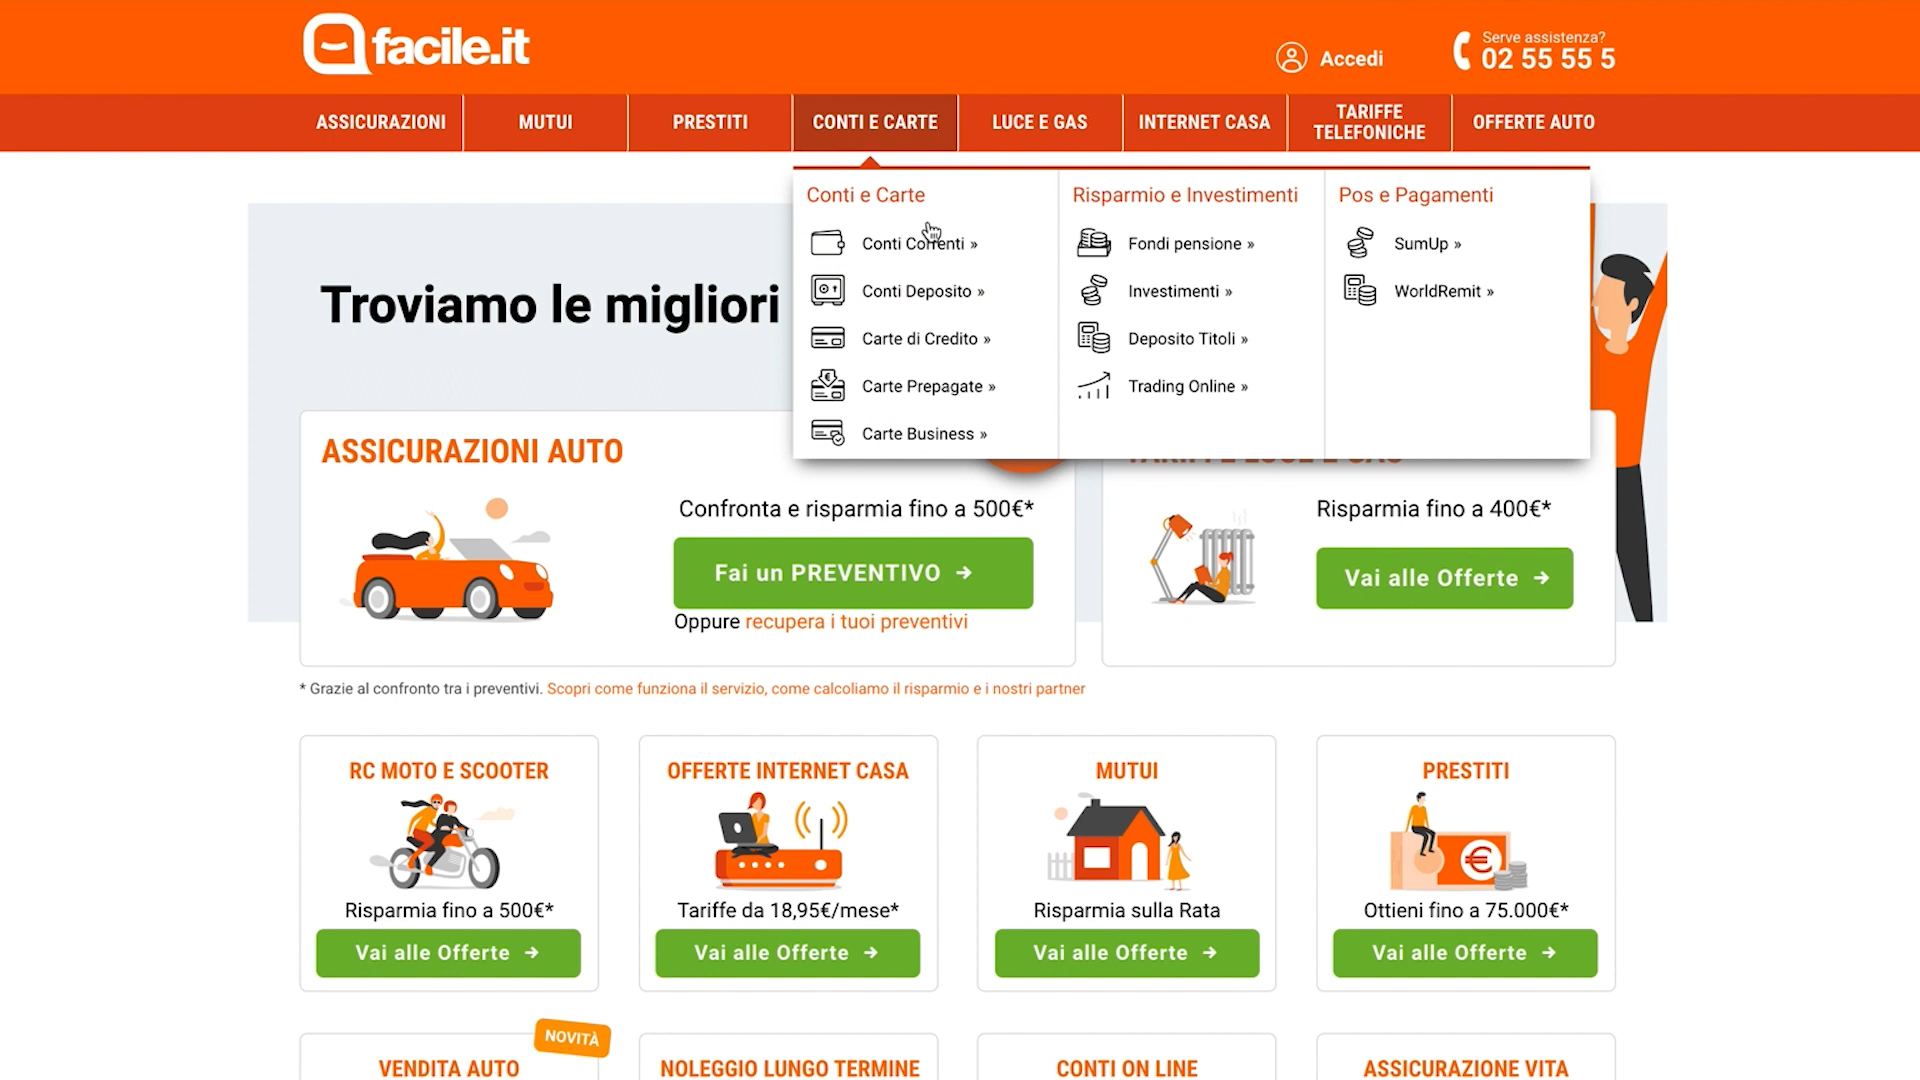 facile.it
Accedi
Serve assistenza?
02 55 55 5
ASSICURAZIONI
MUTUI
PRESTITI
CONTI E CARTE
LUCE E GAS
INTERNET CASA
TARIFFE
TELEFONICHE
OFFERTE AUTO
Conti e Carte
Conti Correnti »
Conti Deposito »
Carte di Credito »
Carte Prepagate »
Carte Business »
Risparmio e Investimenti
Fondi pensione »
Investimenti »
Deposito Titoli »
Trading Online »
Pos e Pagamenti
SumUp »
WorldRemit »
Troviamo le migliori
ASSICURAZIONI AUTO
Confronta e risparmia fino a 500€*
Fai un PREVENTIVO →
Oppure recupera i tuoi preventivi
Risparmia fino a 400€*
Vai alle Offerte →
* Grazie al confronto tra i preventivi. Scopri come funziona il servizio, come calcoliamo il risparmio e i nostri partner
RC MOTO E SCOOTER
Risparmia fino a 500€*
Vai alle Offerte →
OFFERTE INTERNET CASA
Tariffe da 18,95€/mese*
Vai alle Offerte →
MUTUI
Risparmia sulla Rata
Vai alle Offerte →
PRESTITI
Ottieni fino a 75.000€*
Vai alle Offerte →
NOVITÀ
VENDITA AUTO
NOLEGGIO LUNGO TERMINE
CONTI ON LINE
ASSICURAZIONE VITA